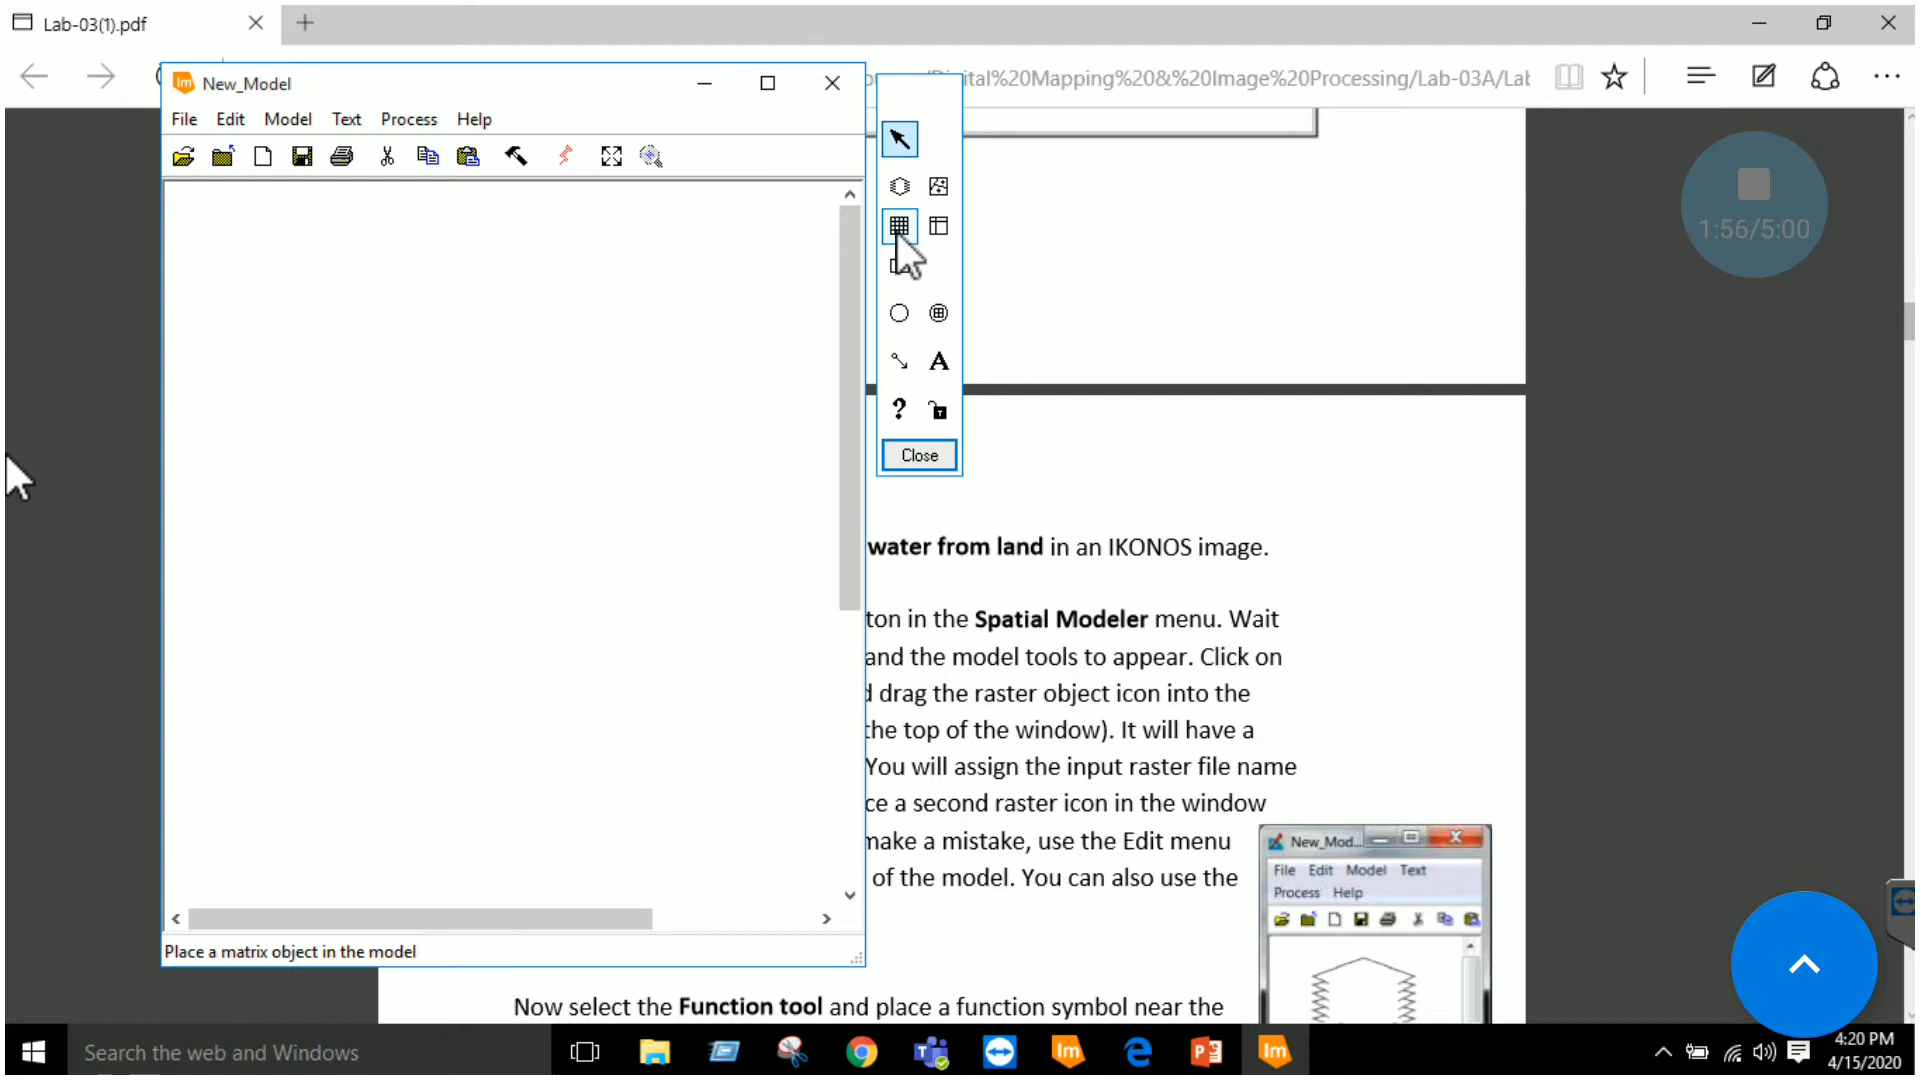 Lab-03(1).pdf
New_Model
Digital%20Mapping%20&%20Image%20Processing/Lab-03A/Lab
File Edit Model Text Process Help
1:56/5:00
A
?
Close
water from land in an IKONOS image.
ton in the Spatial Modeler menu. Wait
and the model tools to appear. Click on
d drag the raster object icon into the
the top of the window). It will have a
You will assign the input raster file name
ce a second raster icon in the window
make a mistake, use the Edit menu
of the model. You can also use the
New_Mod...
File Edit Model Text
Process Help
Place a matrix object in the model
Now select the Function tool and place a function symbol near the
Search the web and Windows
4:20 PM
4/15/2020